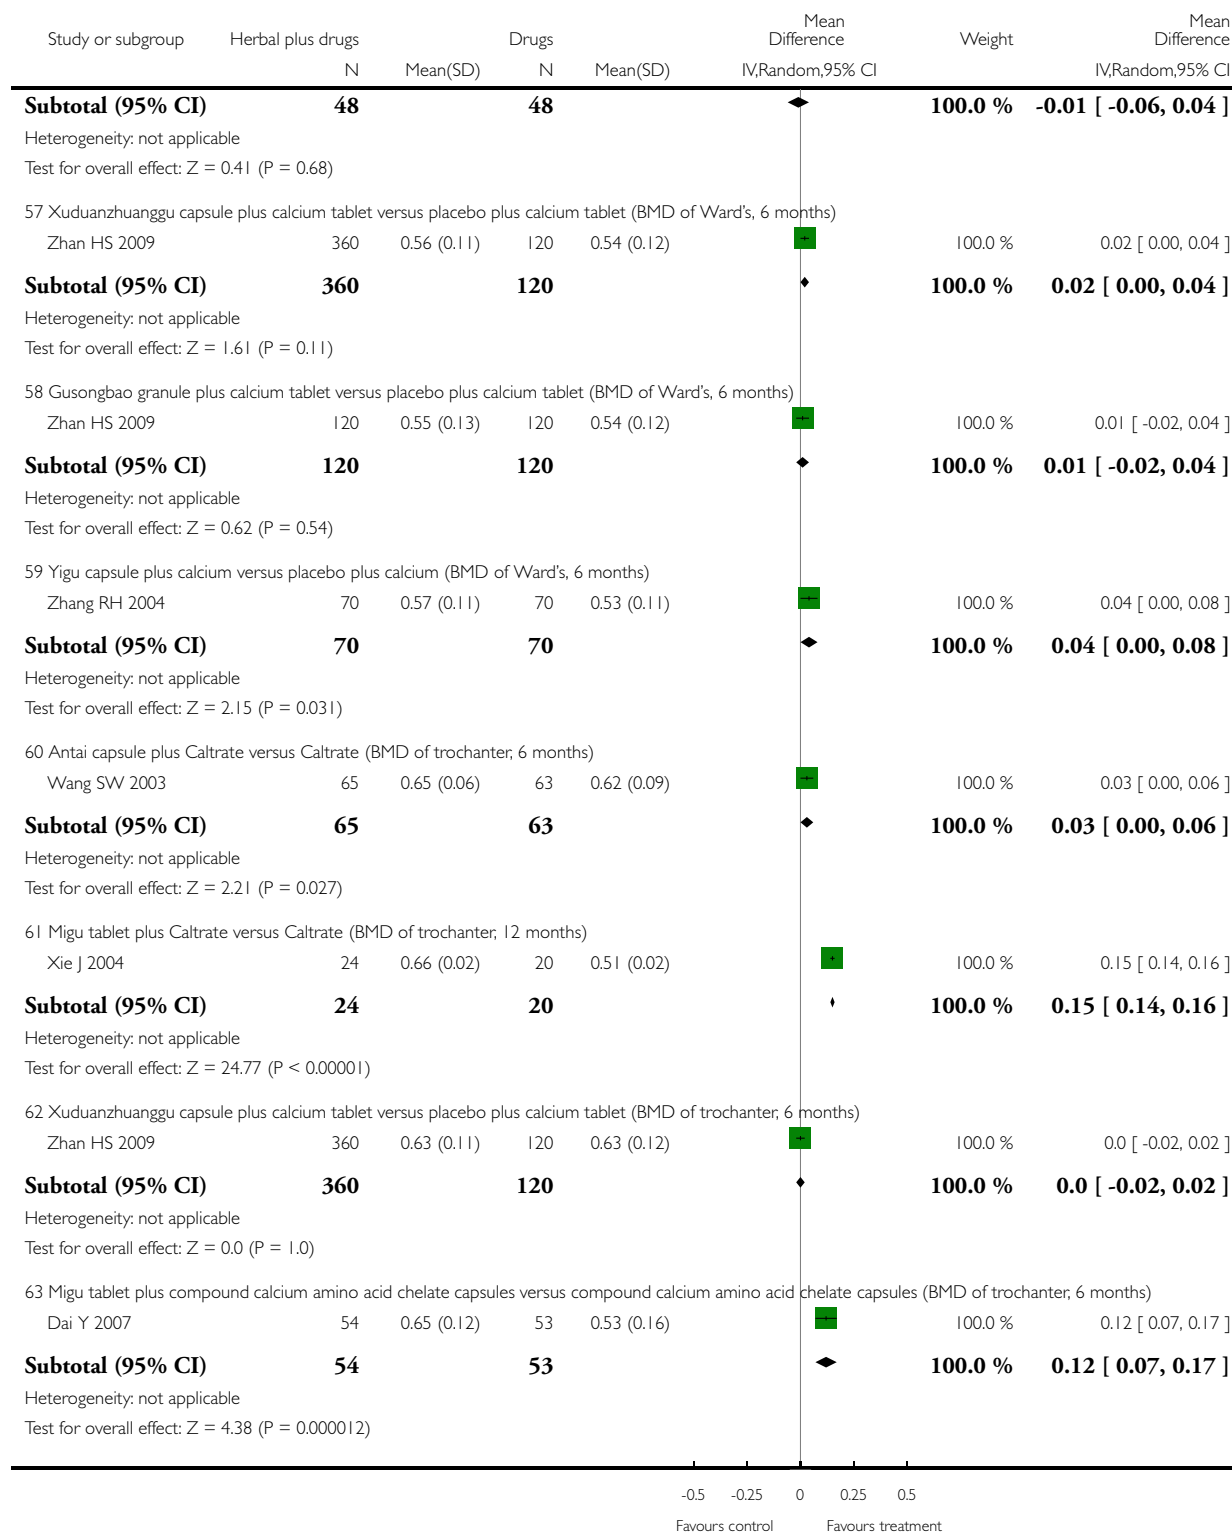 Study or subgroup Herbal plus drugs Drugs Mean Difference Weight Mean Difference
N Mean(SD) N Mean(SD) IV,Random,95% CI IV,Random,95% CI
Subtotal (95% CI) 48 48 100.0 % -0.01 [ -0.06, 0.04 ]
Heterogeneity: not applicable
Test for overall effect: Z = 0.41 (P = 0.68)
57 Xuduanzhuanggu capsule plus calcium tablet versus placebo plus calcium tablet (BMD of Ward's, 6 months)
Zhan HS 2009 360 0.56 (0.11) 120 0.54 (0.12) 100.0 % 0.02 [ 0.00, 0.04 ]
Subtotal (95% CI) 360 120 100.0 % 0.02 [ 0.00, 0.04 ]
Heterogeneity: not applicable
Test for overall effect: Z = 1.61 (P = 0.11)
58 Gusongbao granule plus calcium tablet versus placebo plus calcium tablet (BMD of Ward's, 6 months)
Zhan HS 2009 120 0.55 (0.13) 120 0.54 (0.12) 100.0 % 0.01 [ -0.02, 0.04 ]
Subtotal (95% CI) 120 120 100.0 % 0.01 [ -0.02, 0.04 ]
Heterogeneity: not applicable
Test for overall effect: Z = 0.62 (P = 0.54)
59 Yigu capsule plus calcium versus placebo plus calcium (BMD of Ward's, 6 months)
Zhang RH 2004 70 0.57 (0.11) 70 0.53 (0.11) 100.0 % 0.04 [ 0.00, 0.08 ]
Subtotal (95% CI) 70 70 100.0 % 0.04 [ 0.00, 0.08 ]
Heterogeneity: not applicable
Test for overall effect: Z = 2.15 (P = 0.031)
60 Antai capsule plus Caltrate versus Caltrate (BMD of trochanter, 6 months)
Wang SW 2003 65 0.65 (0.06) 63 0.62 (0.09) 100.0 % 0.03 [ 0.00, 0.06 ]
Subtotal (95% CI) 65 63 100.0 % 0.03 [ 0.00, 0.06 ]
Heterogeneity: not applicable
Test for overall effect: Z = 2.21 (P = 0.027)
61 Migu tablet plus Caltrate versus Caltrate (BMD of trochanter, 12 months)
Xie J 2004 24 0.66 (0.02) 20 0.51 (0.02) 100.0 % 0.15 [ 0.14, 0.16 ]
Subtotal (95% CI) 24 20 100.0 % 0.15 [ 0.14, 0.16 ]
Heterogeneity: not applicable
Test for overall effect: Z = 24.77 (P < 0.00001)
62 Xuduanzhuanggu capsule plus calcium tablet versus placebo plus calcium tablet (BMD of trochanter, 6 months)
Zhan HS 2009 360 0.63 (0.11) 120 0.63 (0.12) 100.0 % 0.0 [ -0.02, 0.02 ]
Subtotal (95% CI) 360 120 100.0 % 0.0 [ -0.02, 0.02 ]
Heterogeneity: not applicable
Test for overall effect: Z = 0.0 (P = 1.0)
63 Migu tablet plus compound calcium amino acid chelate capsules versus compound calcium amino acid chelate capsules (BMD of trochanter, 6 months)
Dai Y 2007 54 0.65 (0.12) 53 0.53 (0.16) 100.0 % 0.12 [ 0.07, 0.17 ]
Subtotal (95% CI) 54 53 100.0 % 0.12 [ 0.07, 0.17 ]
Heterogeneity: not applicable
Test for overall effect: Z = 4.38 (P = 0.000012)
-0.5 -0.25 0 0.25 0.5
Favours control Favours treatment